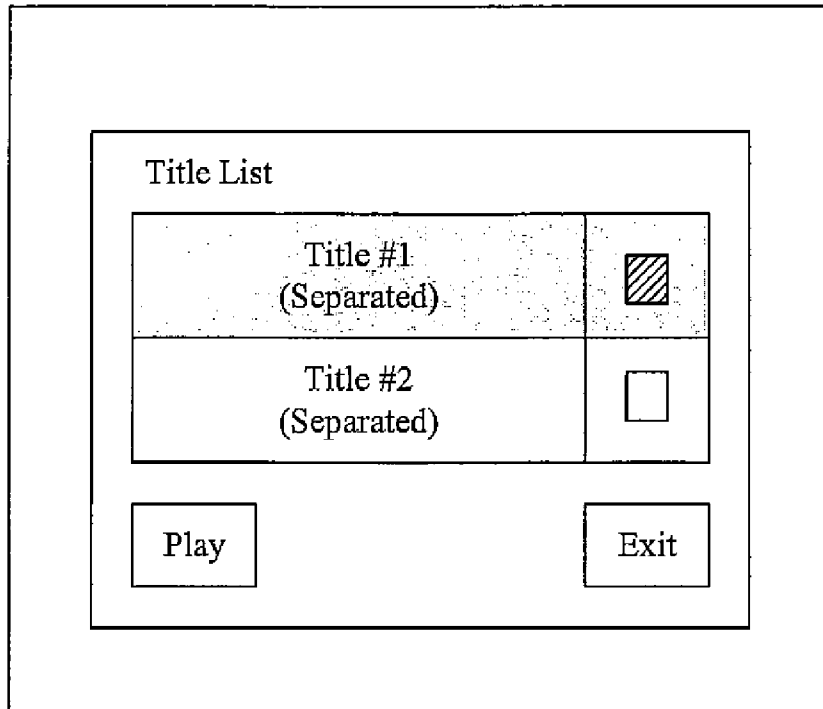 Title List
Title #1
(Separated)
Title #2
(Separated)
Play
Exit